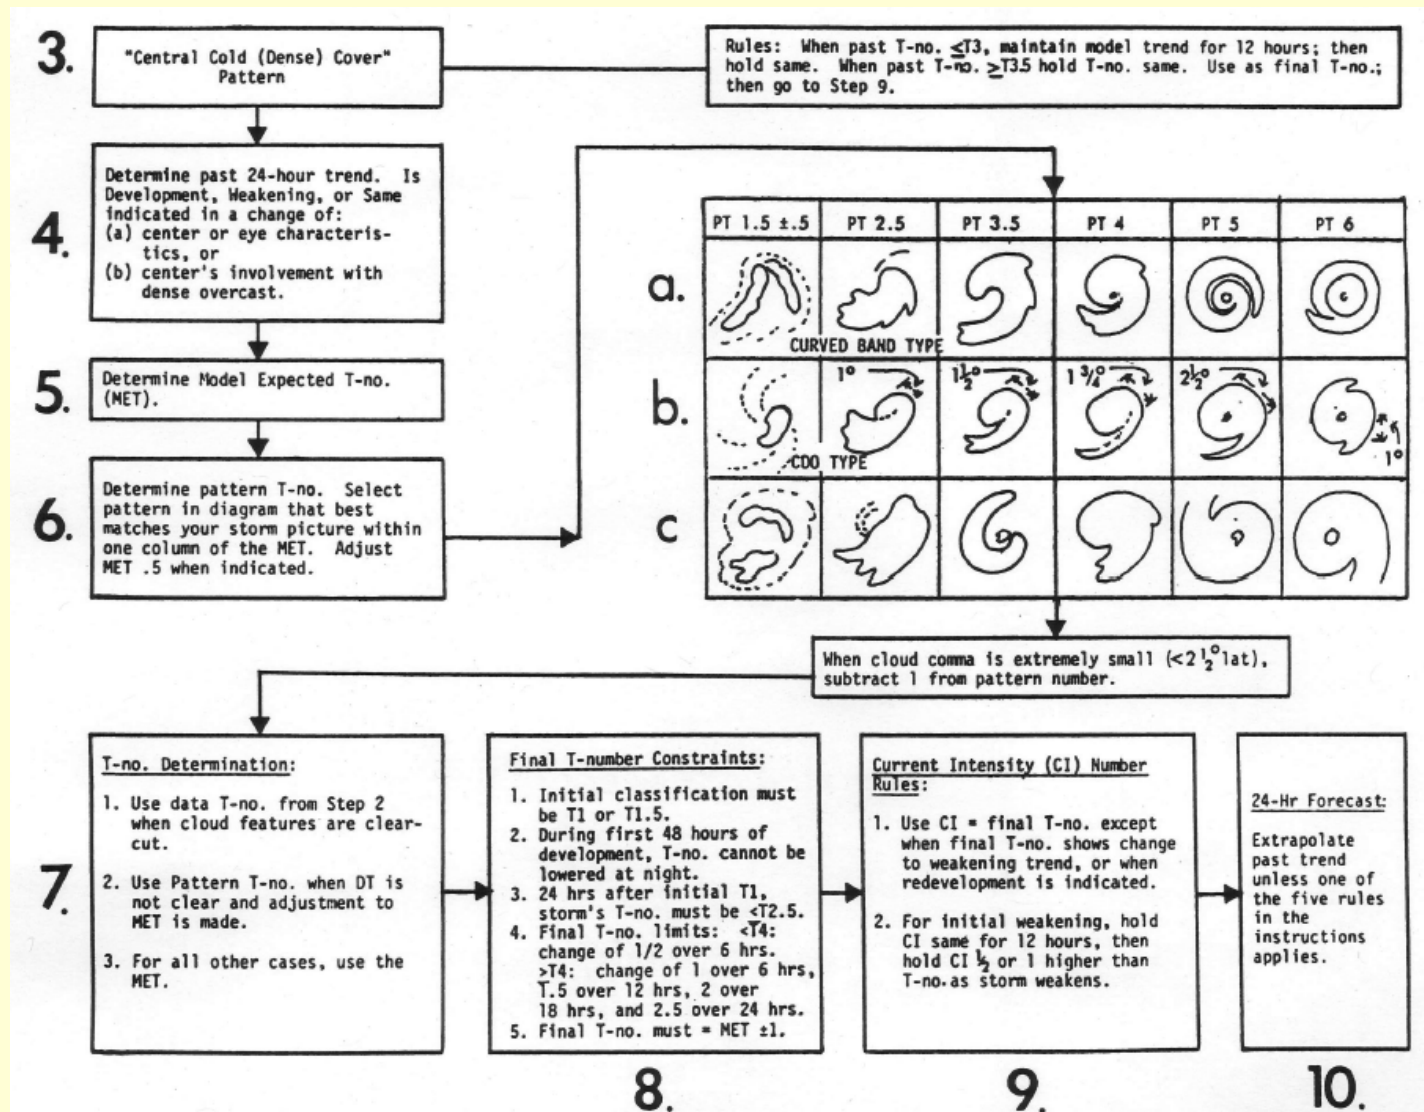 3.
"Central Cold (Dense) Cover"
Pattern
Rules: When past T-no. ≤T3, maintain model trend for 12 hours; then
hold same. When past T-no. ≥T3.5 hold T-no. same. Use as final T-no.;
then go to Step 9.
4.
Determine past 24-hour trend. Is
Development, Weakening, or Same
indicated in a change of:
(a) center or eye characteris-
tics, or
(b) center's involvement with
dense overcast.
5.
Determine Model Expected T-no.
(MET).
6.
Determine pattern T-no. Select
pattern in diagram that best
matches your storm picture within
one column of the MET. Adjust
MET .5 when indicated.
PT 1.5 ±.5 PT 2.5 PT 3.5 PT 4 PT 5 PT 6
a.
CURVED BAND TYPE
b.
1° 1½° 1¾° 2½° 1°
CDO TYPE
c
When cloud comma is extremely small (<2½° lat),
subtract 1 from pattern number.
7.
T-no. Determination:
1. Use data T-no. from Step 2
when cloud features are clear-
cut.
2. Use Pattern T-no. when DT is
not clear and adjustment to
MET is made.
3. For all other cases, use the
MET.
Final T-number Constraints:
1. Initial classification must
be T1 or T1.5.
2. During first 48 hours of
development, T-no. cannot be
lowered at night.
3. 24 hrs after initial T1,
storm's T-no. must be ≤T2.5.
4. Final T-no. limits: <T4:
change of 1/2 over 6 hrs.
>T4: change of 1 over 6 hrs,
1.5 over 12 hrs, 2 over
18 hrs, and 2.5 over 24 hrs.
5. Final T-no. must = MET ±1.
8.
Current Intensity (CI) Number
Rules:
1. Use CI = final T-no. except
when final T-no. shows change
to weakening trend, or when
redevelopment is indicated.
2. For initial weakening, hold
CI same for 12 hours, then
hold CI ½ or 1 higher than
T-no. as storm weakens.
9.
24-Hr Forecast:
Extrapolate
past trend
unless one of
the five rules
in the
instructions
applies.
10.